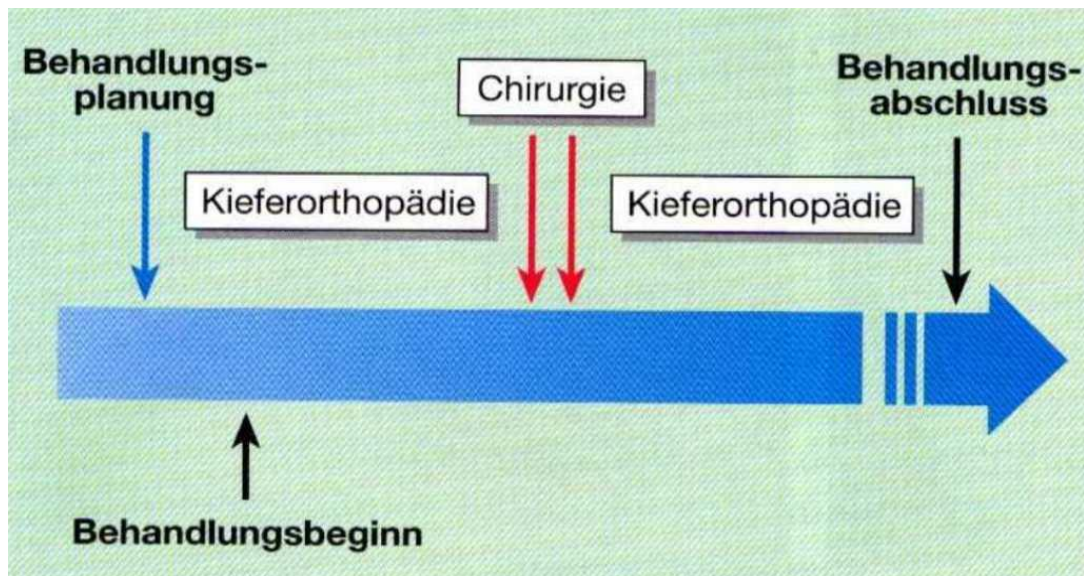 Behandlungs-
planung
Chirurgie
Behandlungs-
abschluss
Kieferorthopädie
Kieferorthopädie
Behandlungsbeginn